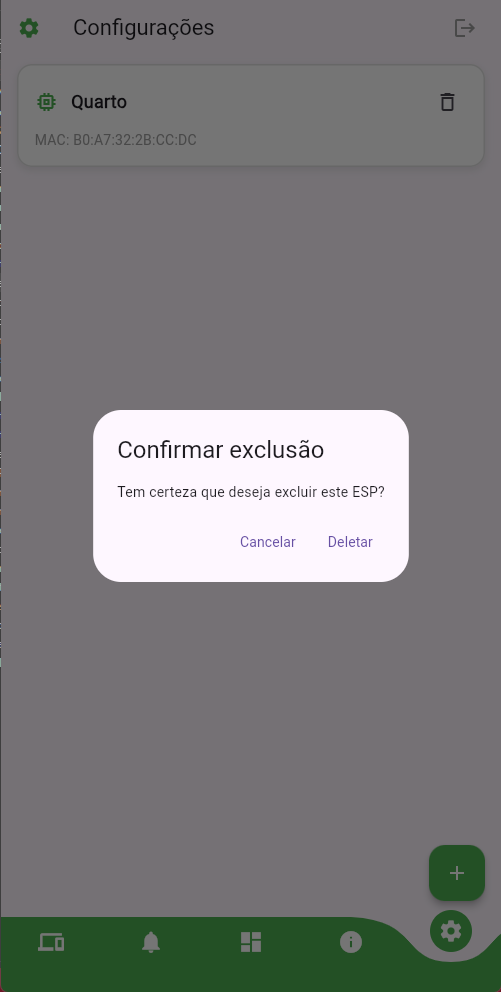 Configurações
Quarto
MAC: B0:A7:32:2B:CC:DC
Confirmar exclusão
Tem certeza que deseja excluir este ESP?
Cancelar Deletar